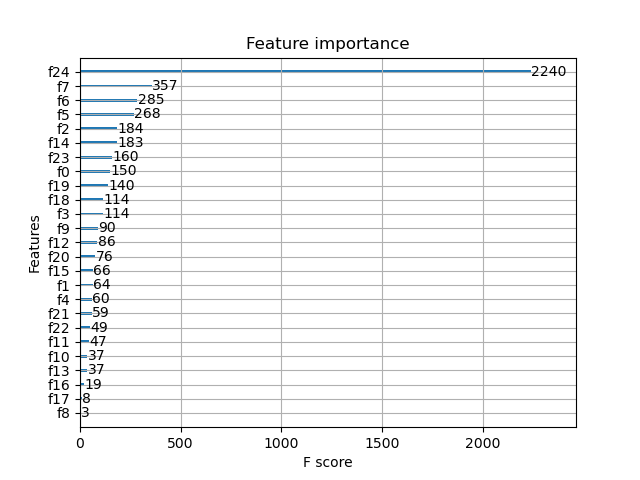 Feature importance
f24 2240
f7 357
f6 285
f5 268
f2 184
f14 183
f23 160
f0 150
f19 140
f18 114
f3 114
f9 90
f12 86
f20 76
f15 66
f1 64
f4 60
f21 59
f22 49
f11 47
f10 37
f13 37
f16 19
f17 8
f8 3
Features
0 500 1000 1500 2000
F score